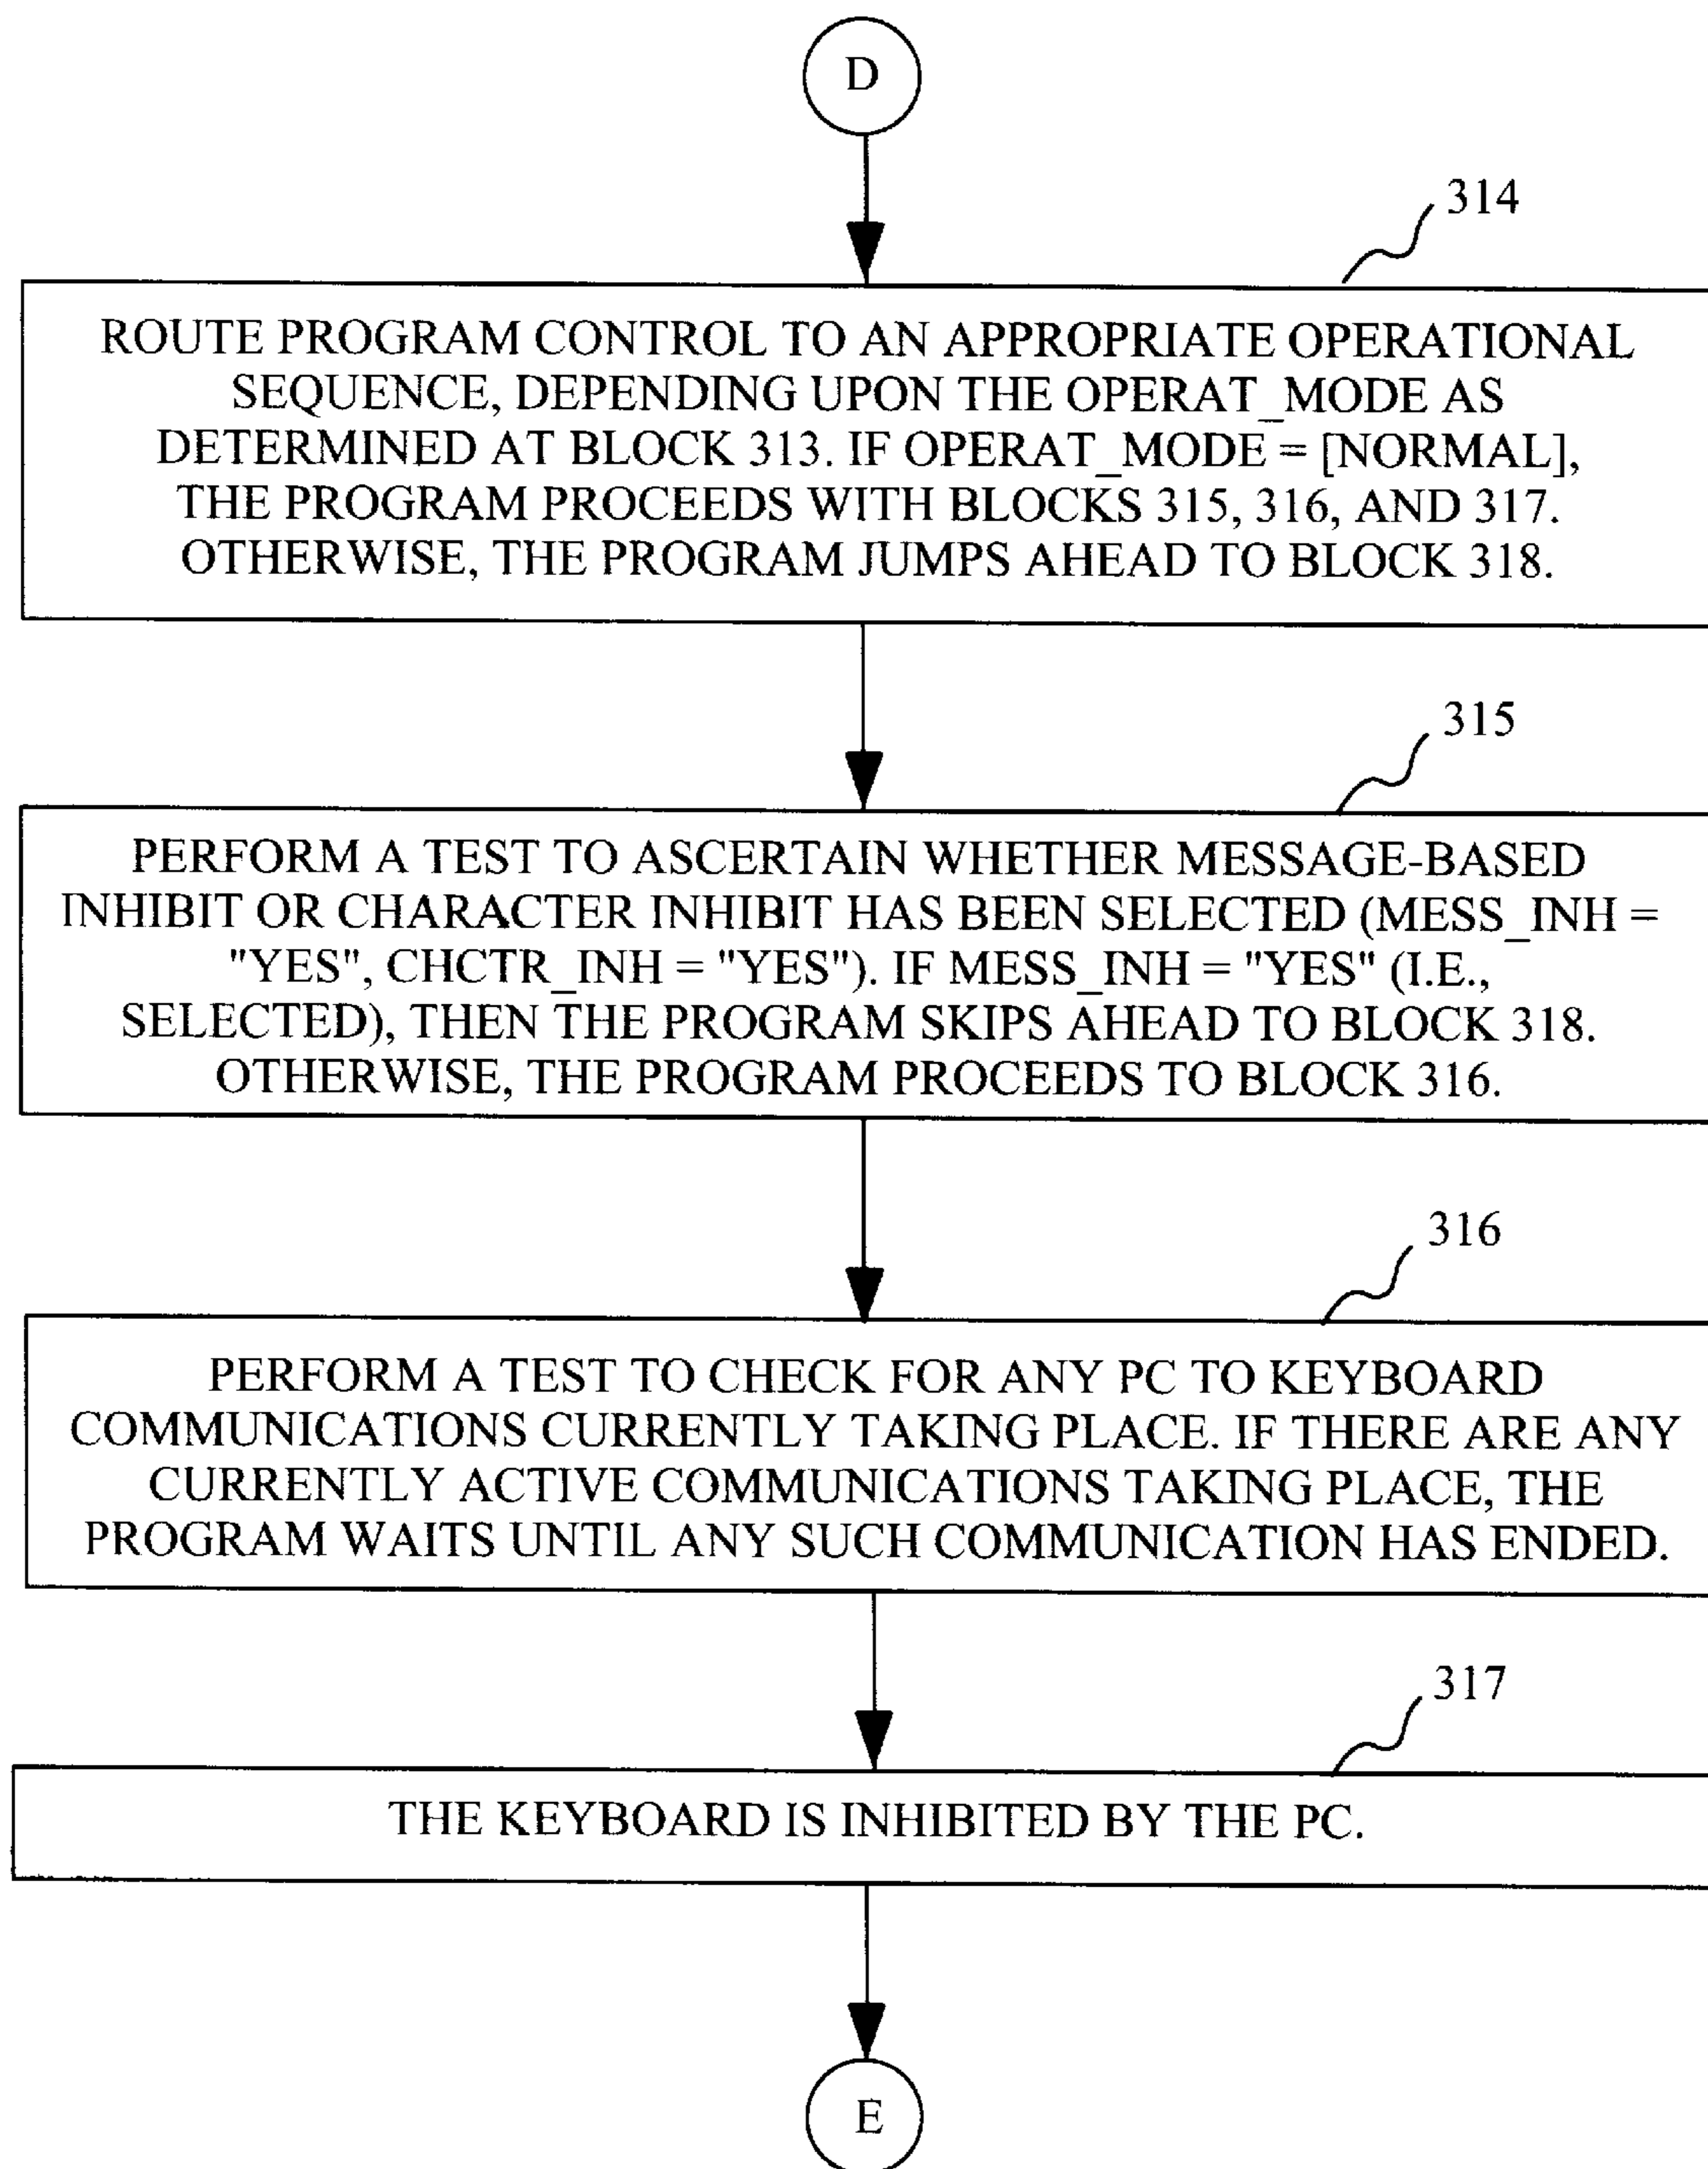 D
314
ROUTE PROGRAM CONTROL TO AN APPROPRIATE OPERATIONAL
SEQUENCE, DEPENDING UPON THE OPERAT_MODE AS
DETERMINED AT BLOCK 313. IF OPERAT_MODE = [NORMAL],
THE PROGRAM PROCEEDS WITH BLOCKS 315, 316, AND 317.
OTHERWISE, THE PROGRAM JUMPS AHEAD TO BLOCK 318.
315
PERFORM A TEST TO ASCERTAIN WHETHER MESSAGE-BASED
INHIBIT OR CHARACTER INHIBIT HAS BEEN SELECTED (MESS_INH =
"YES", CHCTR_INH = "YES"). IF MESS_INH = "YES" (I.E.,
SELECTED), THEN THE PROGRAM SKIPS AHEAD TO BLOCK 318.
OTHERWISE, THE PROGRAM PROCEEDS TO BLOCK 316.
316
PERFORM A TEST TO CHECK FOR ANY PC TO KEYBOARD
COMMUNICATIONS CURRENTLY TAKING PLACE. IF THERE ARE ANY
CURRENTLY ACTIVE COMMUNICATIONS TAKING PLACE, THE
PROGRAM WAITS UNTIL ANY SUCH COMMUNICATION HAS ENDED.
317
THE KEYBOARD IS INHIBITED BY THE PC.
E